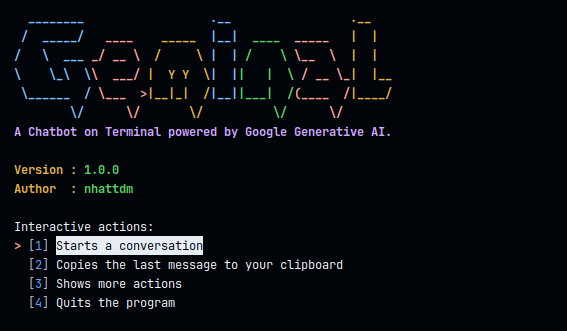 Geminal
A Chatbot on Terminal powered by Google Generative AI.
Version : 1.0.0
Author  : nhattdm
Interactive actions:
> [1] Starts a conversation
[2] Copies the last message to your clipboard
[3] Shows more actions
[4] Quits the program